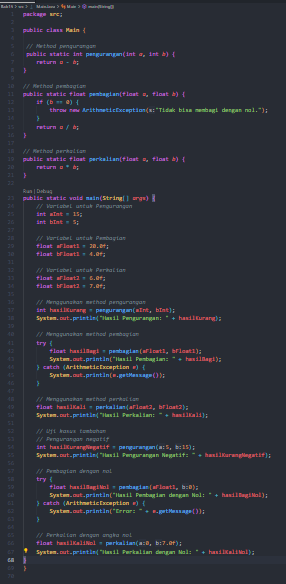 package src;
public class Main {
// Method pengurangan
public static int pengurangan(int a, int b) {
return a - b;
}
// Method pembagian
public static float pembagian(float a, float b) {
if (b == 0) {
throw new ArithmeticException(s:"Tidak bisa membagi dengan nol.");
}
return a / b;
}
// Method perkalian
public static float perkalian(float a, float b) {
return a * b;
}
Run | Debug
public static void main(String[] args) {
// Variabel untuk Pengurangan
int aInt = 15;
int bInt = 5;
// Variabel untuk Pembagian
float aFloat1 = 20.0f;
float bFloat1 = 4.0f;
// Variabel untuk Perkalian
float aFloat2 = 6.0f;
float bFloat2 = 7.0f;
// Menggunakan method pengurangan
int hasilKurang = pengurangan(aInt, bInt);
System.out.println("Hasil Pengurangan: " + hasilKurang);
// Menggunakan method pembagian
try {
float hasilBagi = pembagian(aFloat1, bFloat1);
System.out.println("Hasil Pembagian: " + hasilBagi);
} catch (ArithmeticException e) {
System.out.println(e.getMessage());
}
// Menggunakan method perkalian
float hasilKali = perkalian(aFloat2, bFloat2);
System.out.println("Hasil Perkalian: " + hasilKali);
// Uji kasus tambahan
// Pengurangan negatif
int hasilKurangNegatif = pengurangan(a:5, b:15);
System.out.println("Hasil Pengurangan Negatif: " + hasilKurangNegatif);
// Pembagian dengan nol
try {
float hasilBagiNol = pembagian(aFloat1, b:0);
System.out.println("Hasil Pembagian dengan Nol: " + hasilBagiNol);
} catch (ArithmeticException e) {
System.out.println("Error: " + e.getMessage());
}
// Perkalian dengan angka nol
float hasilKaliNol = perkalian(a:0, b:7.0f);
System.out.println("Hasil Perkalian dengan Nol: " + hasilKaliNol);
}
}